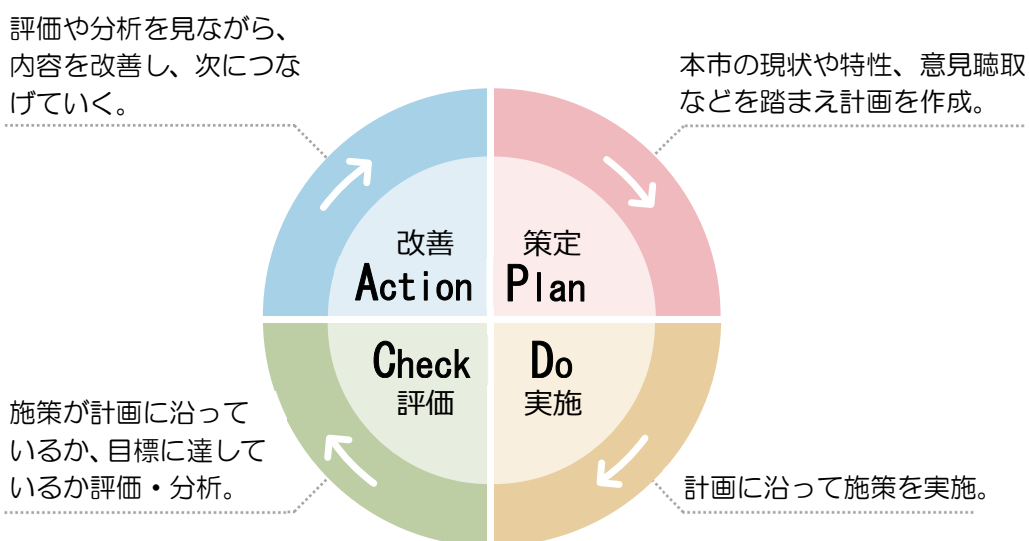 評価や分析を見ながら、
内容を改善し、次につな
げていく。
本市の現状や特性、意見聴取
などを踏まえ計画を作成。
改善
Action
策定
Plan
Check
評価
Do
実施
施策が計画に沿って
いるか、目標に達して
いるか評価・分析。
計画に沿って施策を実施。